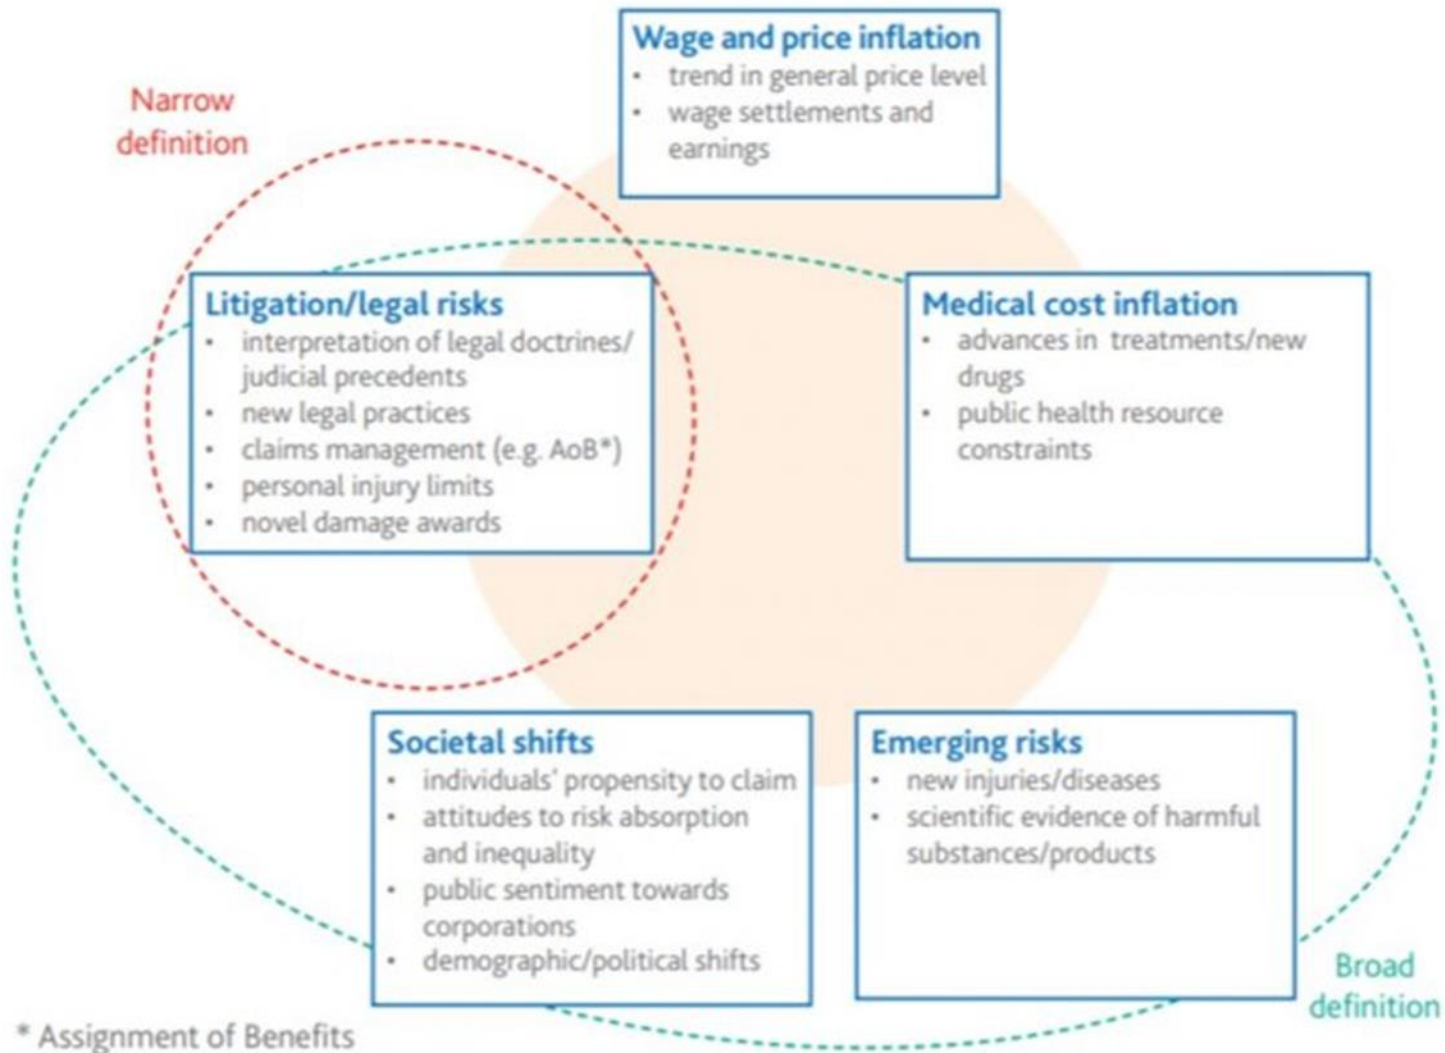 Wage and price inflation
• trend in general price level
• wage settlements and
earnings
Narrow
definition
Litigation/legal risks
• interpretation of legal doctrines/
judicial precedents
• new legal practices
• claims management (e.g. AoB*)
• personal injury limits
• novel damage awards
Medical cost inflation
• advances in treatments/new
drugs
• public health resource
constraints
Societal shifts
• individuals' propensity to claim
• attitudes to risk absorption
and inequality
• public sentiment towards
corporations
• demographic/political shifts
Emerging risks
• new injuries/diseases
• scientific evidence of harmful
substances/products
Broad
definition
* Assignment of Benefits